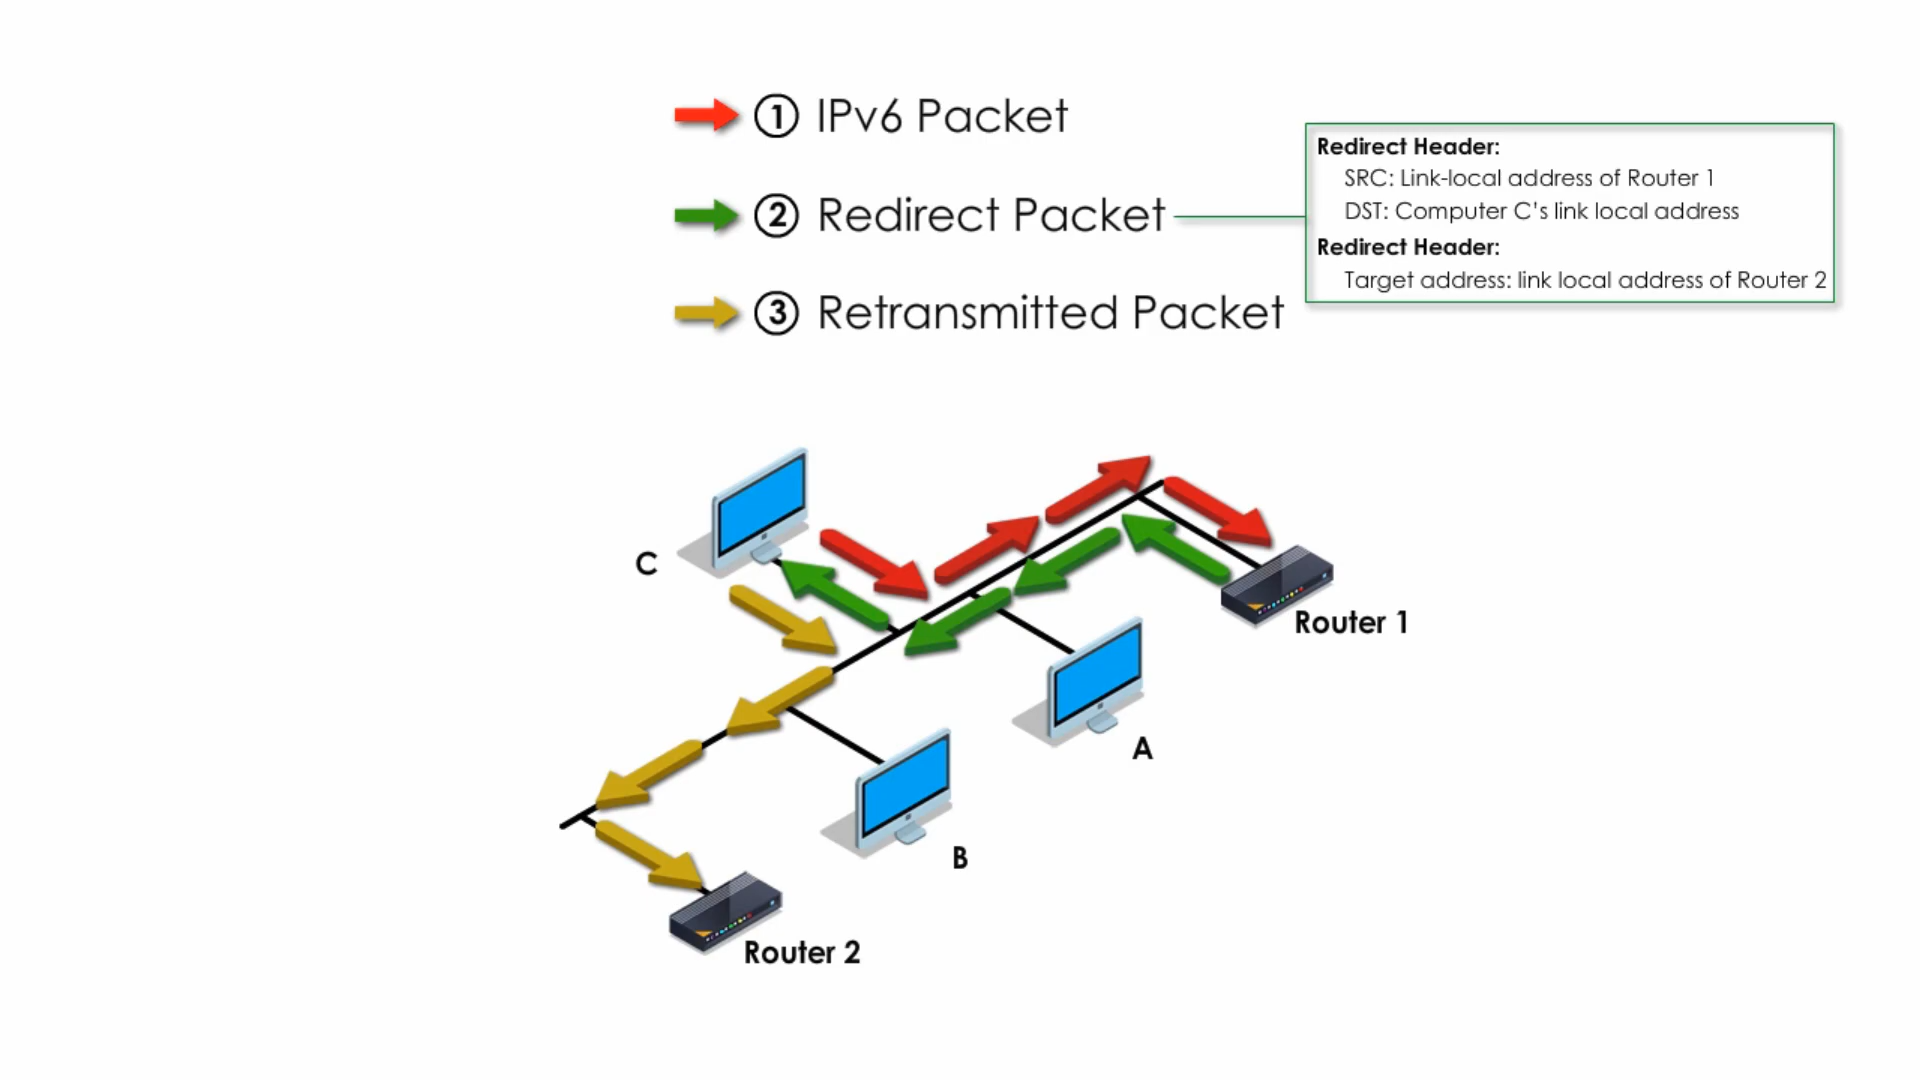 ① IPv6 Packet
② Redirect Packet
③ Retransmitted Packet
Redirect Header:
SRC: Link-local address of Router 1
DST: Computer C's link local address
Redirect Header:
Target address: link local address of Router 2
C
Router 1
A
B
Router 2